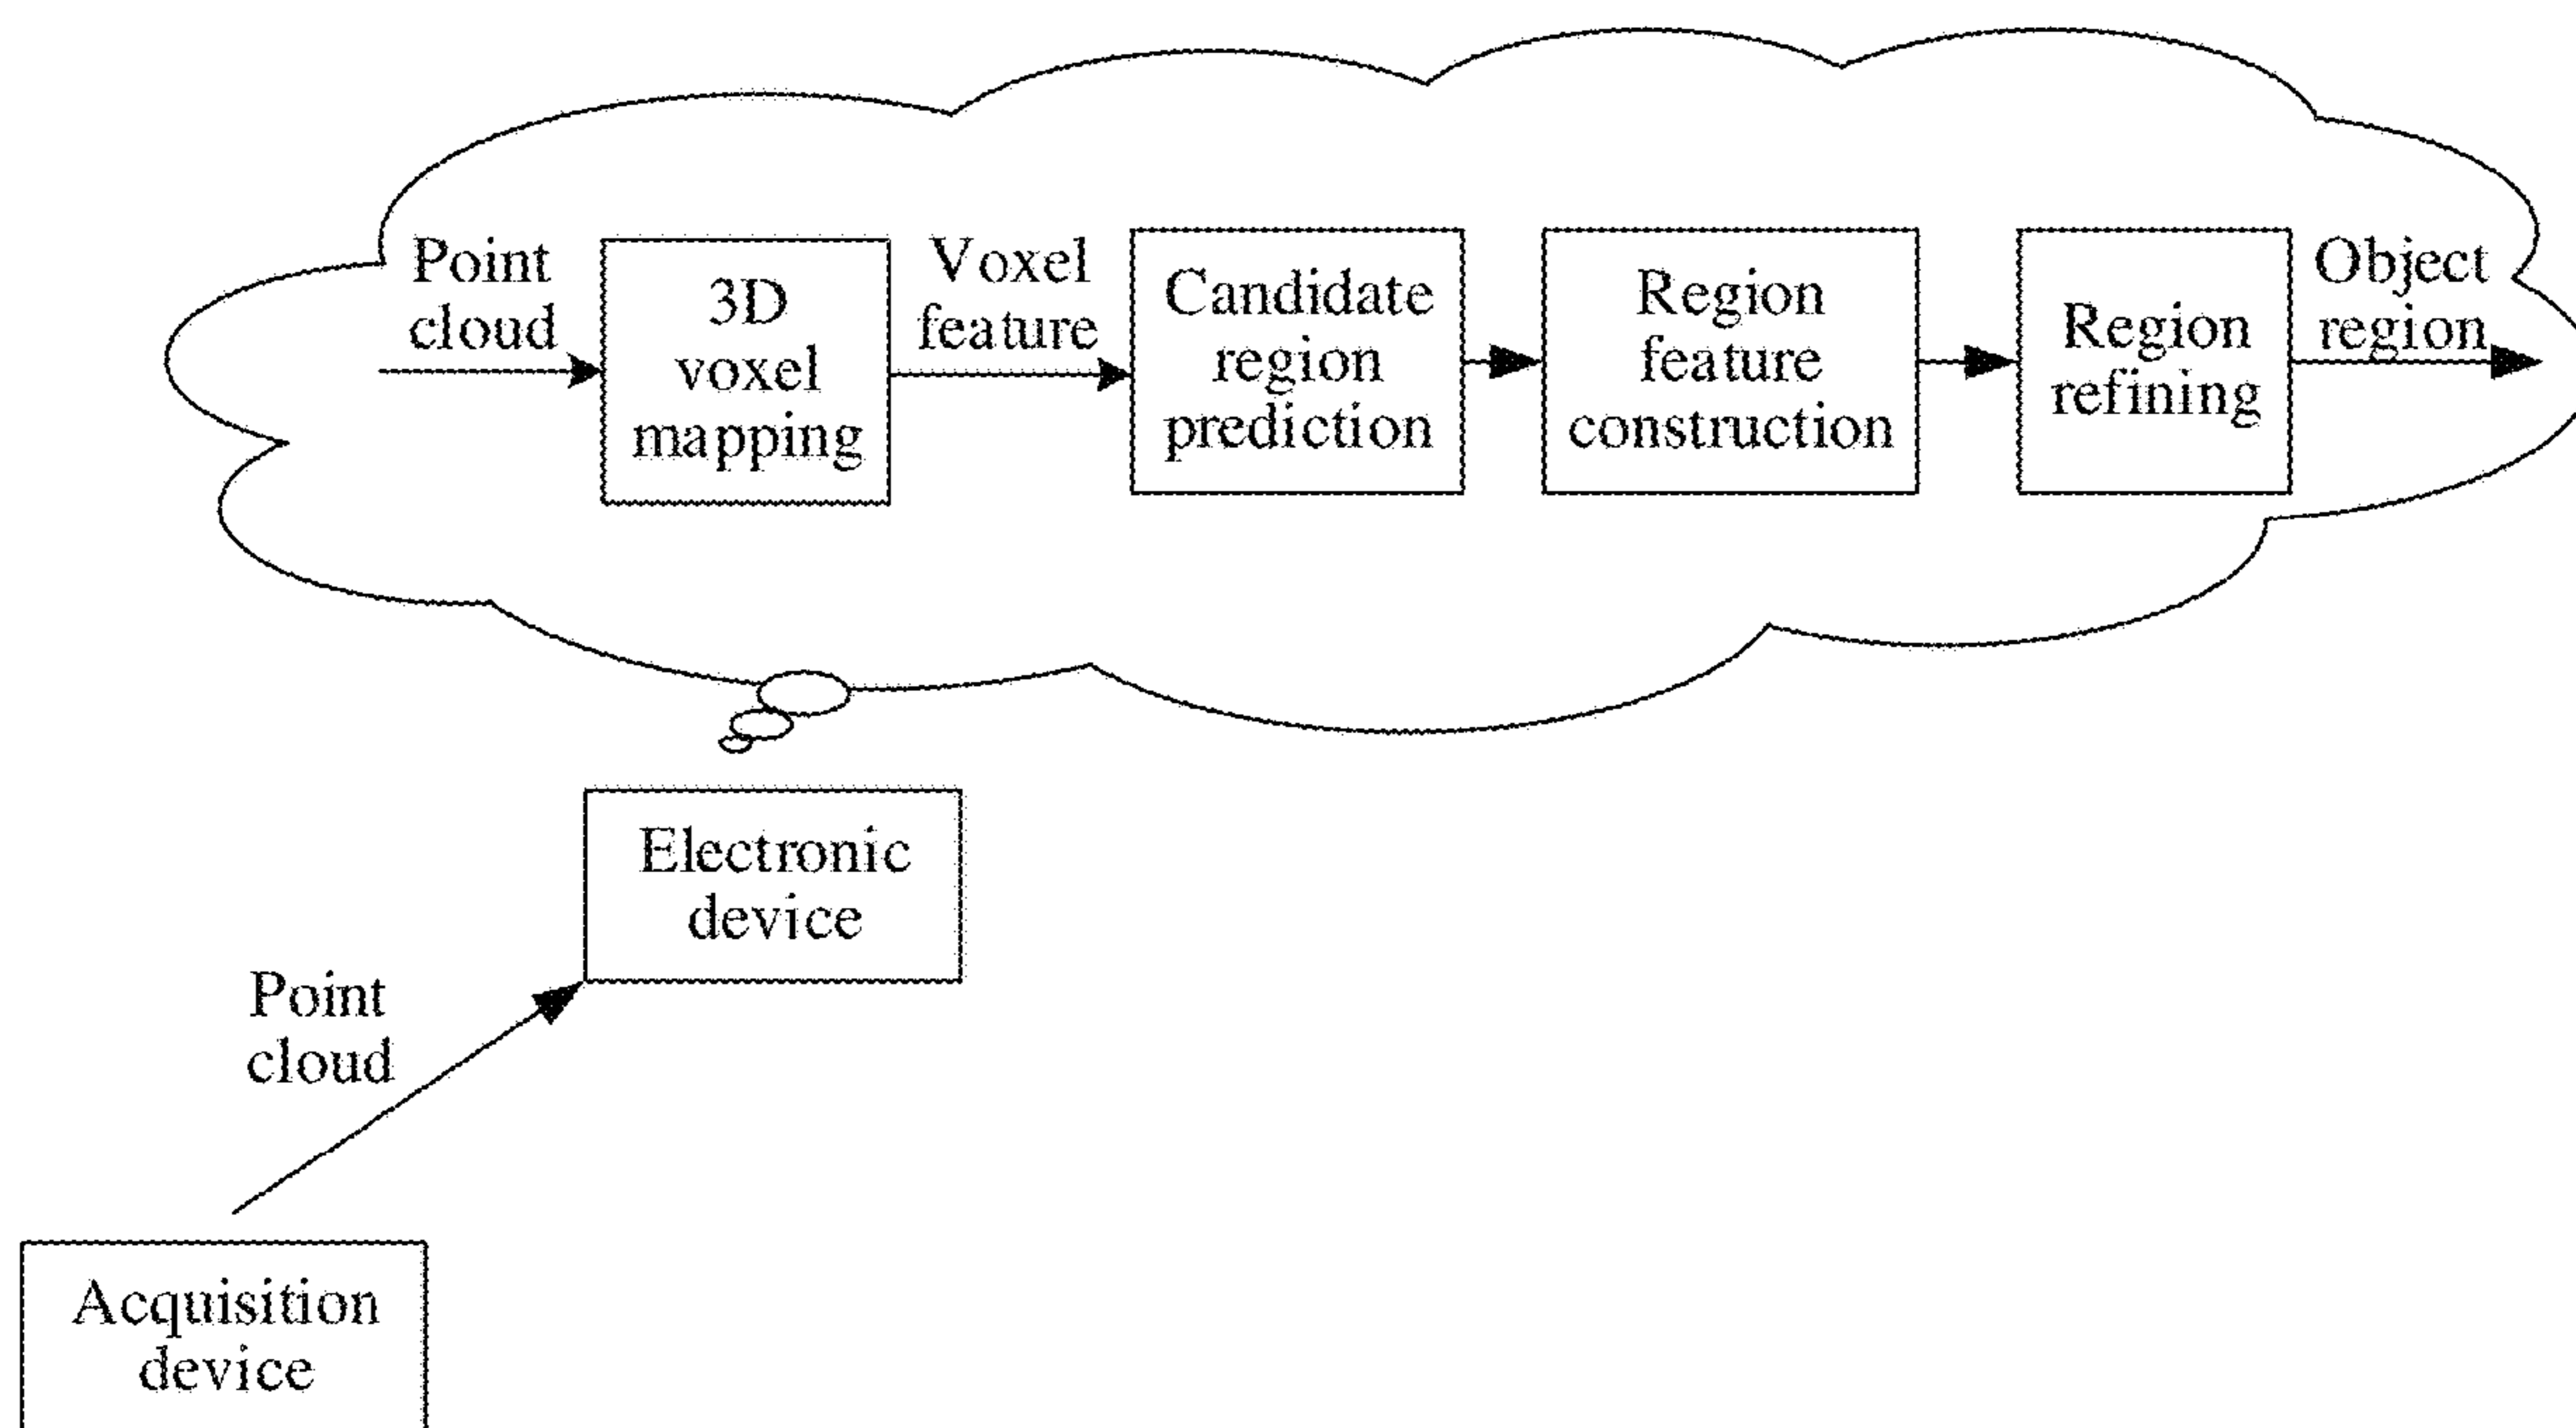 Point
cloud
3D
voxel
mapping
Voxel
feature
Candidate
region
prediction
Region
feature
construction
Region
refining
Object
region
Electronic
device
Point
cloud
Acquisition
device